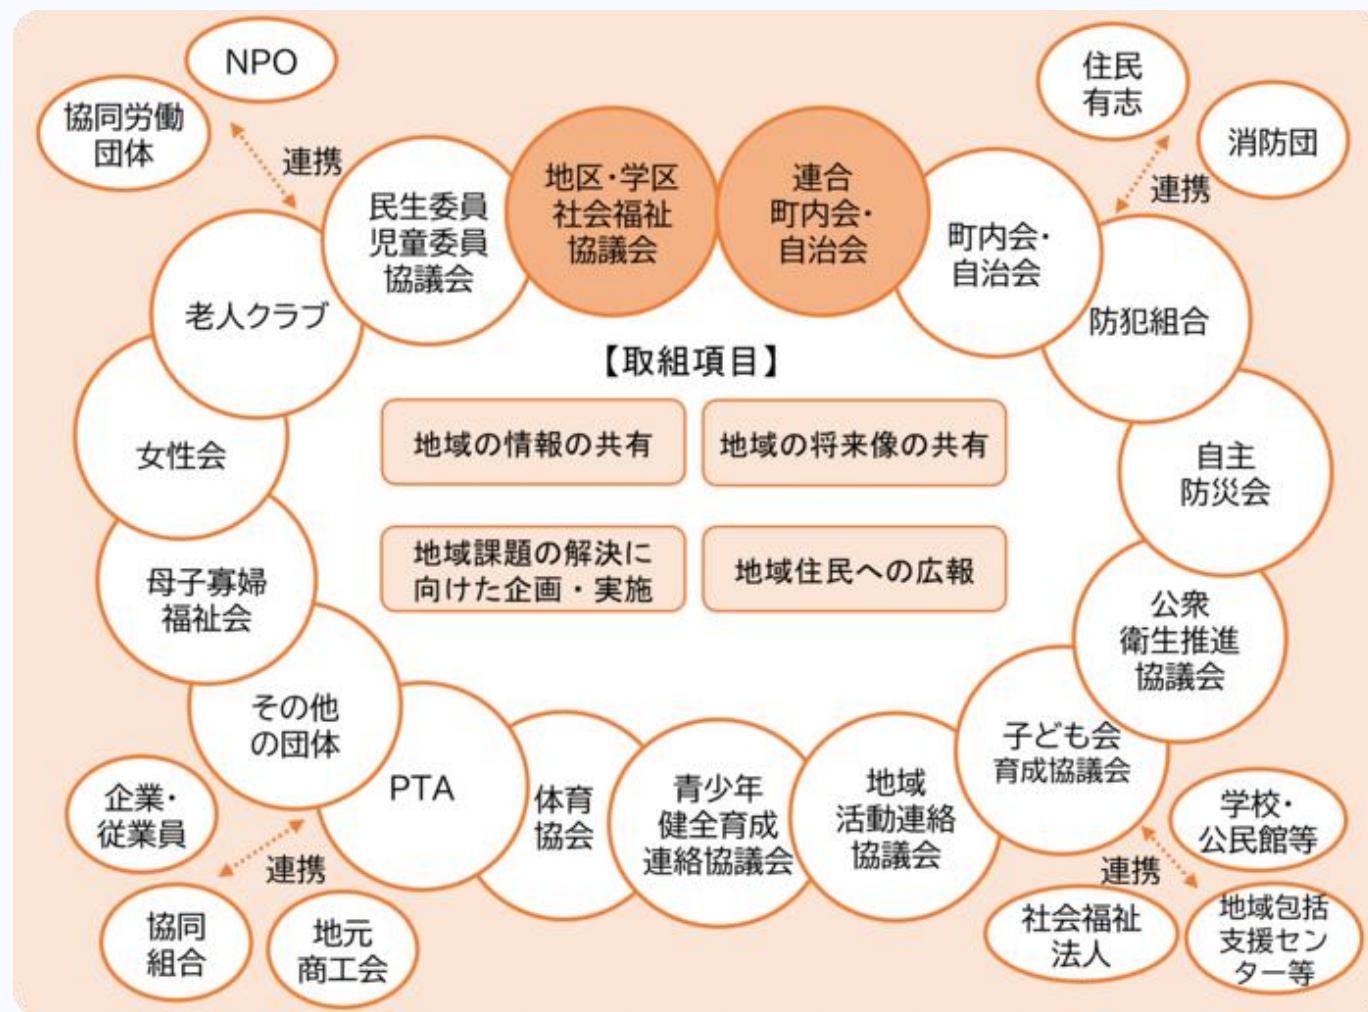 NPO
協同労働
団体
連携
住民
有志
消防団
連携
地区・学区
社会福祉
協議会
連合
町内会・
自治会
民生委員
児童委員
協議会
町内会・
自治会
老人クラブ
防犯組合
女性会
自主
防災会
母子寡婦
福祉会
公衆
衛生推進
協議会
その他
の団体
PTA
体育
協会
青少年
健全育成
連絡協議会
地域
活動連絡
協議会
子ども会
育成協議会
【取組項目】
地域の情報の共有
地域の将来像の共有
地域課題の解決に
向けた企画・実施
地域住民への広報
企業・
従業員
連携
協同
組合
地元
商工会
学校・
公民館等
連携
社会福祉
法人
地域包括
支援セン
ター等